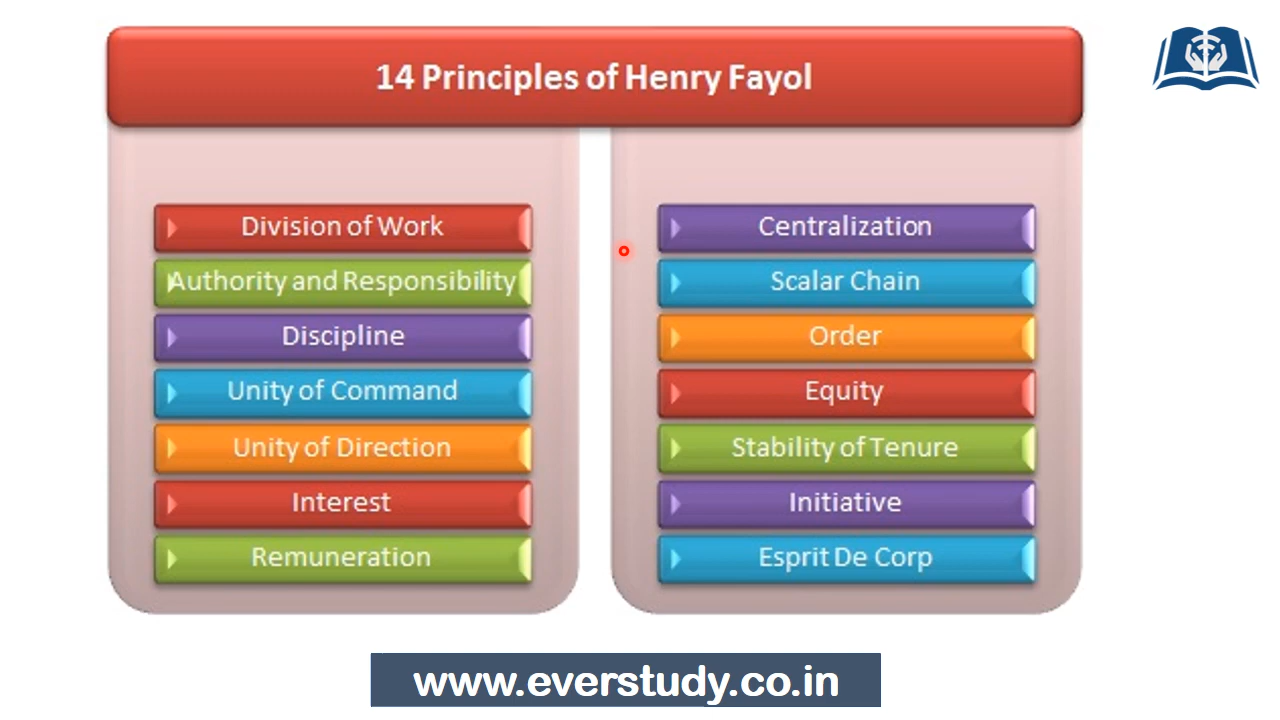 14 Principles of Henry Fayol
Division of Work
Authority and Responsibility
Discipline
Unity of Command
Unity of Direction
Interest
Remuneration
Centralization
Scalar Chain
Order
Equity
Stability of Tenure
Initiative
Esprit De Corp
www.everstudy.co.in